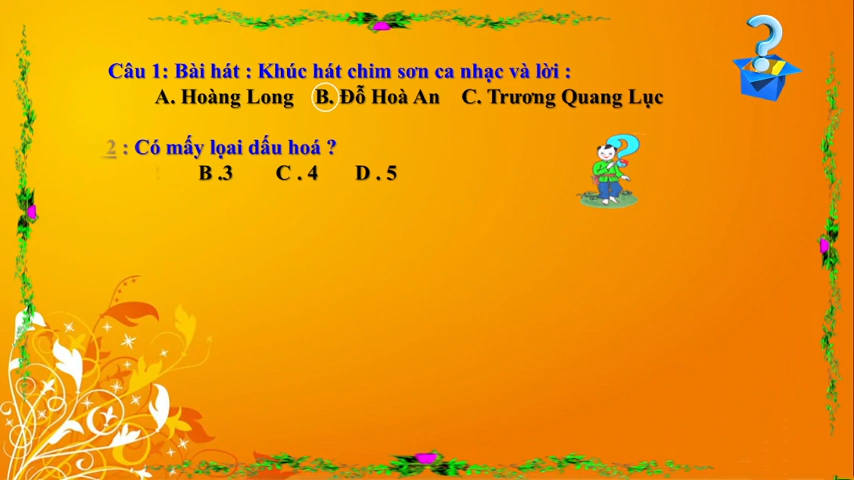 Câu 1: Bài hát : Khúc hát chim sơn ca nhạc và lời :
A. Hoàng Long B. Đỗ Hoà An C. Trương Quang Lục
2 : Có mấy lọai dấu hoá ?
B .3 C . 4 D . 5